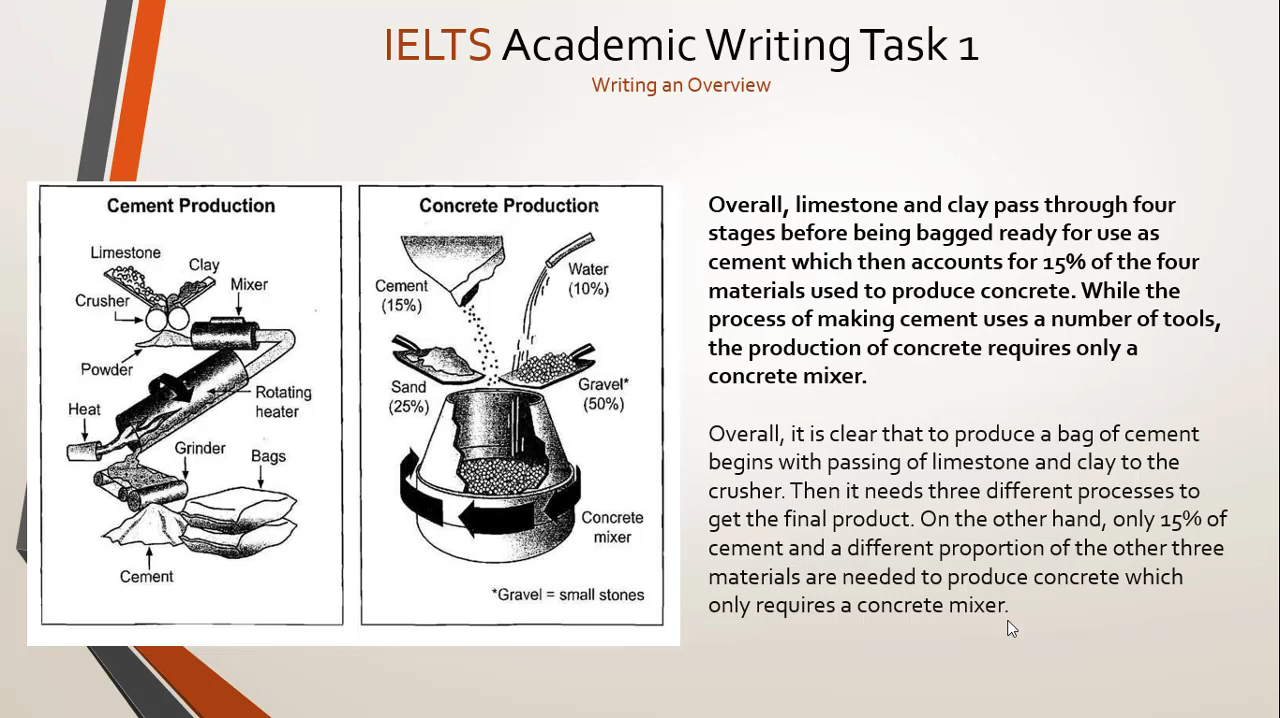 IELTS Academic Writing Task 1
Writing an Overview
Cement Production
Limestone
Clay
Crusher
Mixer
Powder
Rotating
heater
Heat
Grinder
Bags
Cement
Concrete Production
Cement
(15%)
Water
(10%)
Sand
(25%)
Gravel*
(50%)
Concrete
mixer
*Gravel = small stones
Overall, limestone and clay pass through four
stages before being bagged ready for use as
cement which then accounts for 15% of the four
materials used to produce concrete. While the
process of making cement uses a number of tools,
the production of concrete requires only a
concrete mixer.
Overall, it is clear that to produce a bag of cement
begins with passing of limestone and clay to the
crusher. Then it needs three different processes to
get the final product. On the other hand, only 15% of
cement and a different proportion of the other three
materials are needed to produce concrete which
only requires a concrete mixer.